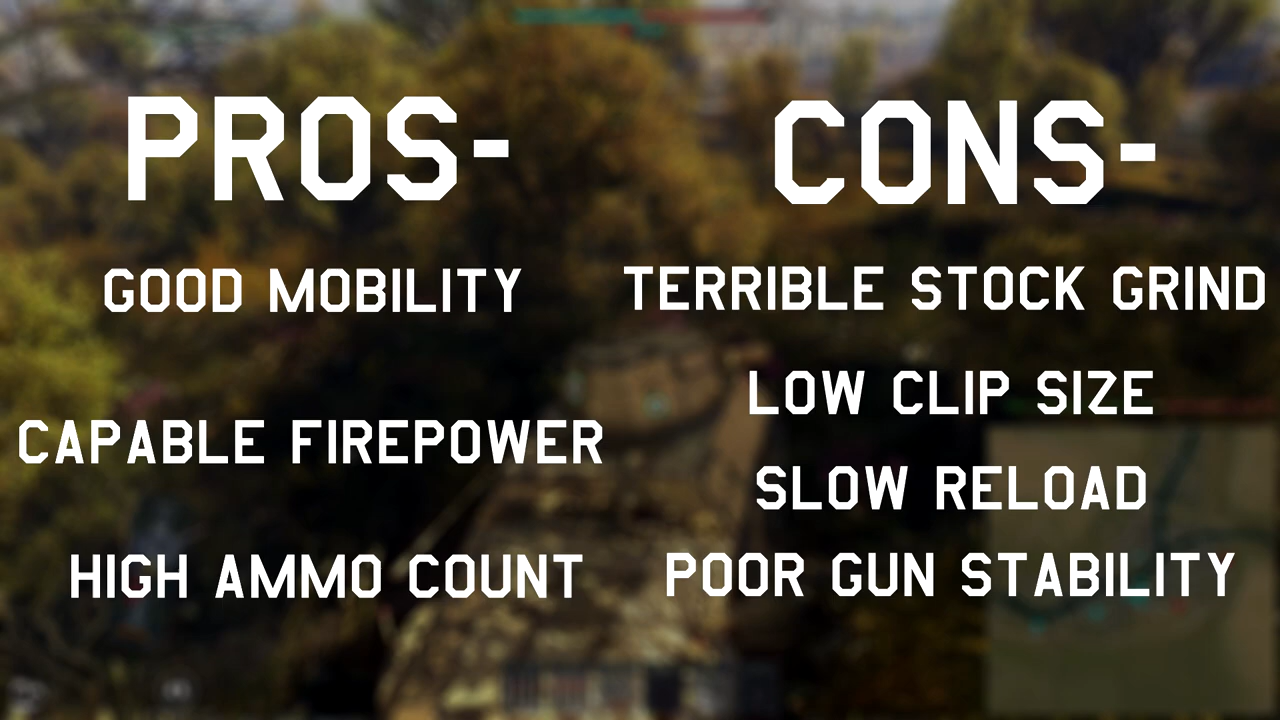 PROS-
GOOD MOBILITY
CAPABLE FIREPOWER
HIGH AMMO COUNT
CONS-
TERRIBLE STOCK GRIND
LOW CLIP SIZE
SLOW RELOAD
POOR GUN STABILITY